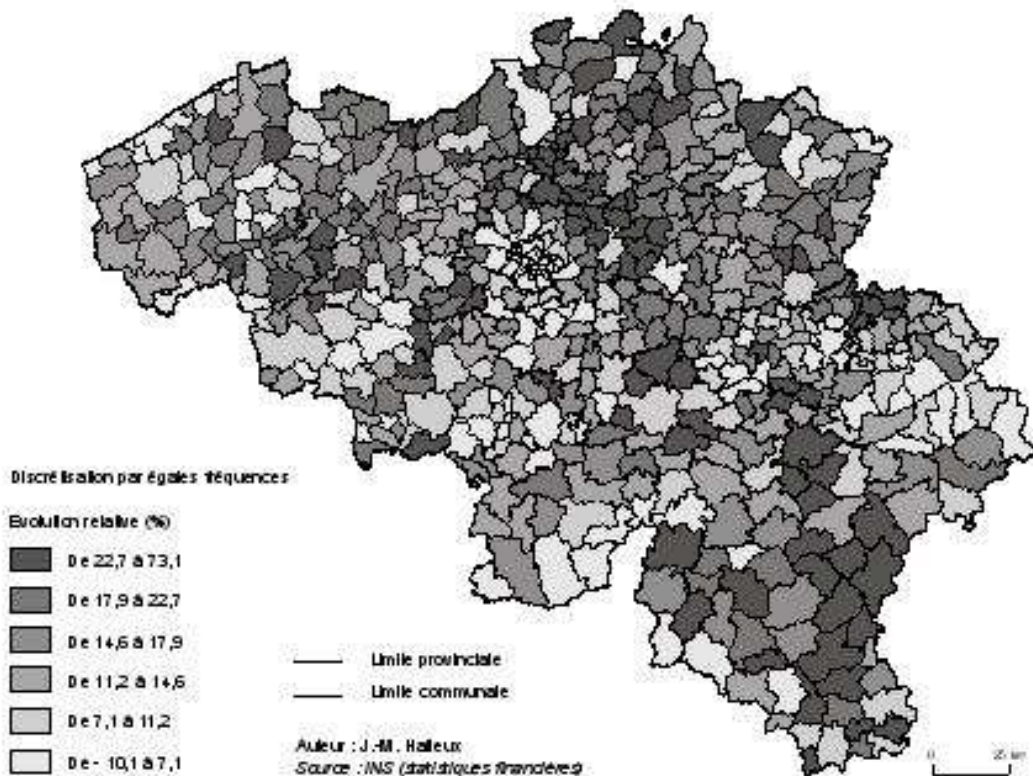 Discrétisation par égales fréquences
Evolution relative (%)
De 22,7 à 73,1
De 17,9 à 22,7
De 14,6 à 17,9
De 11,2 à 14,6
De 7,1 à 11,2
De - 10,1 à 7,1
Limite provinciale
Limite communale
Auteur : J.-M. Halleux
Source : INS (statistiques financières)
0 25 km